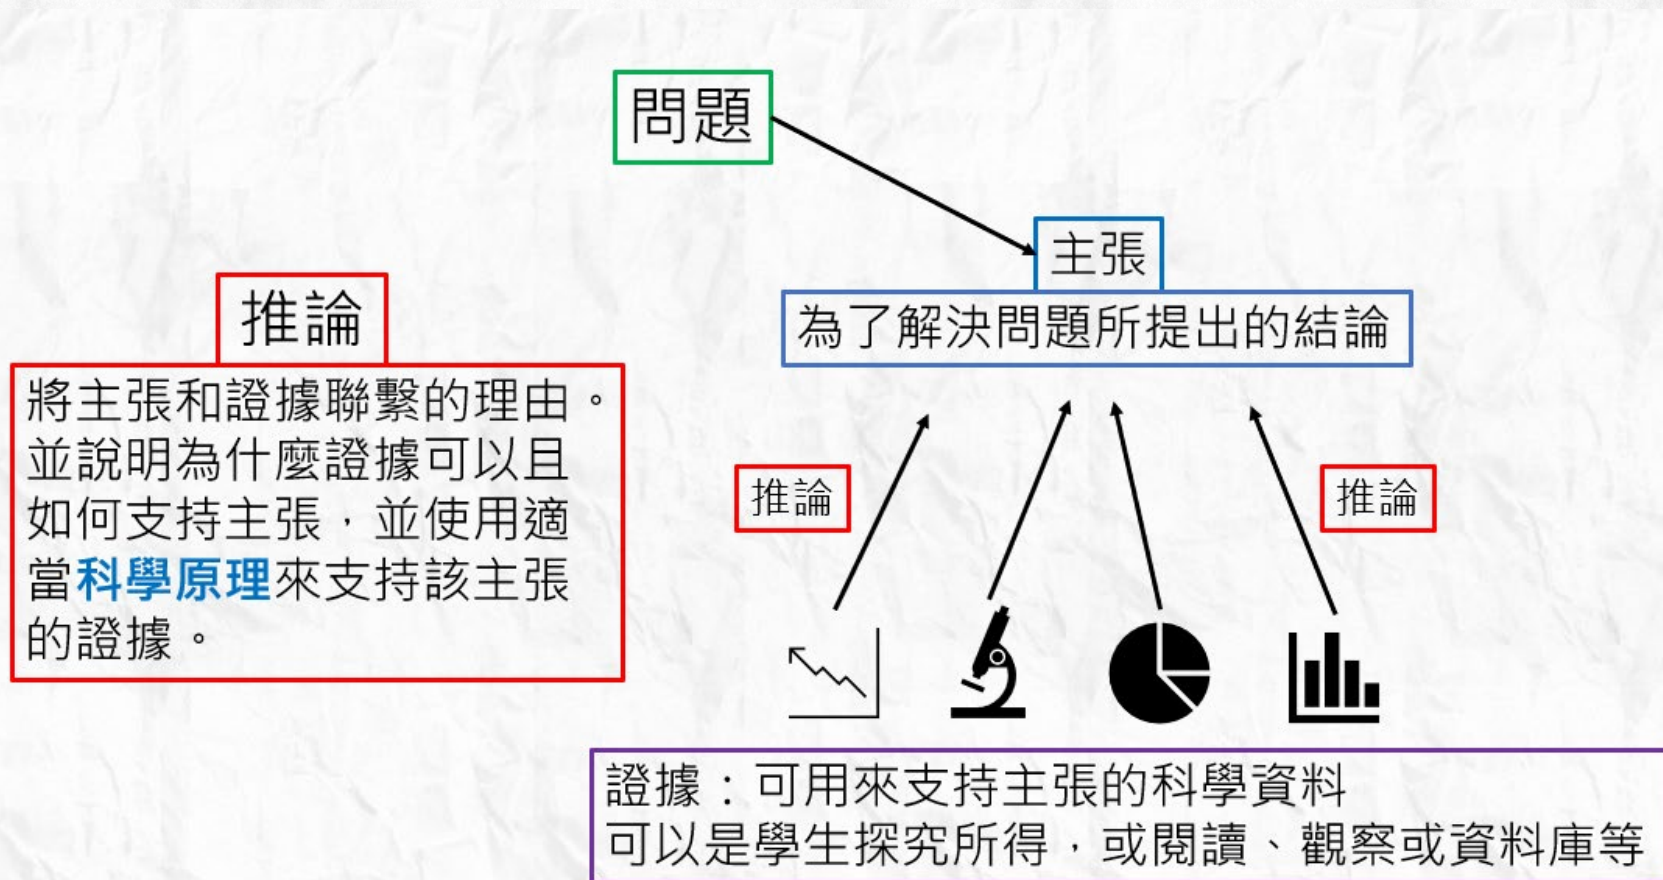 問題
主張
為了解決問題所提出的結論
推論
將主張和證據聯繫的理由。
並說明為什麼證據可以且
如何支持主張，並使用適
當科學原理來支持該主張
的證據。
推論
推論
證據：可用來支持主張的科學資料
可以是學生探究所得，或閱讀、觀察或資料庫等